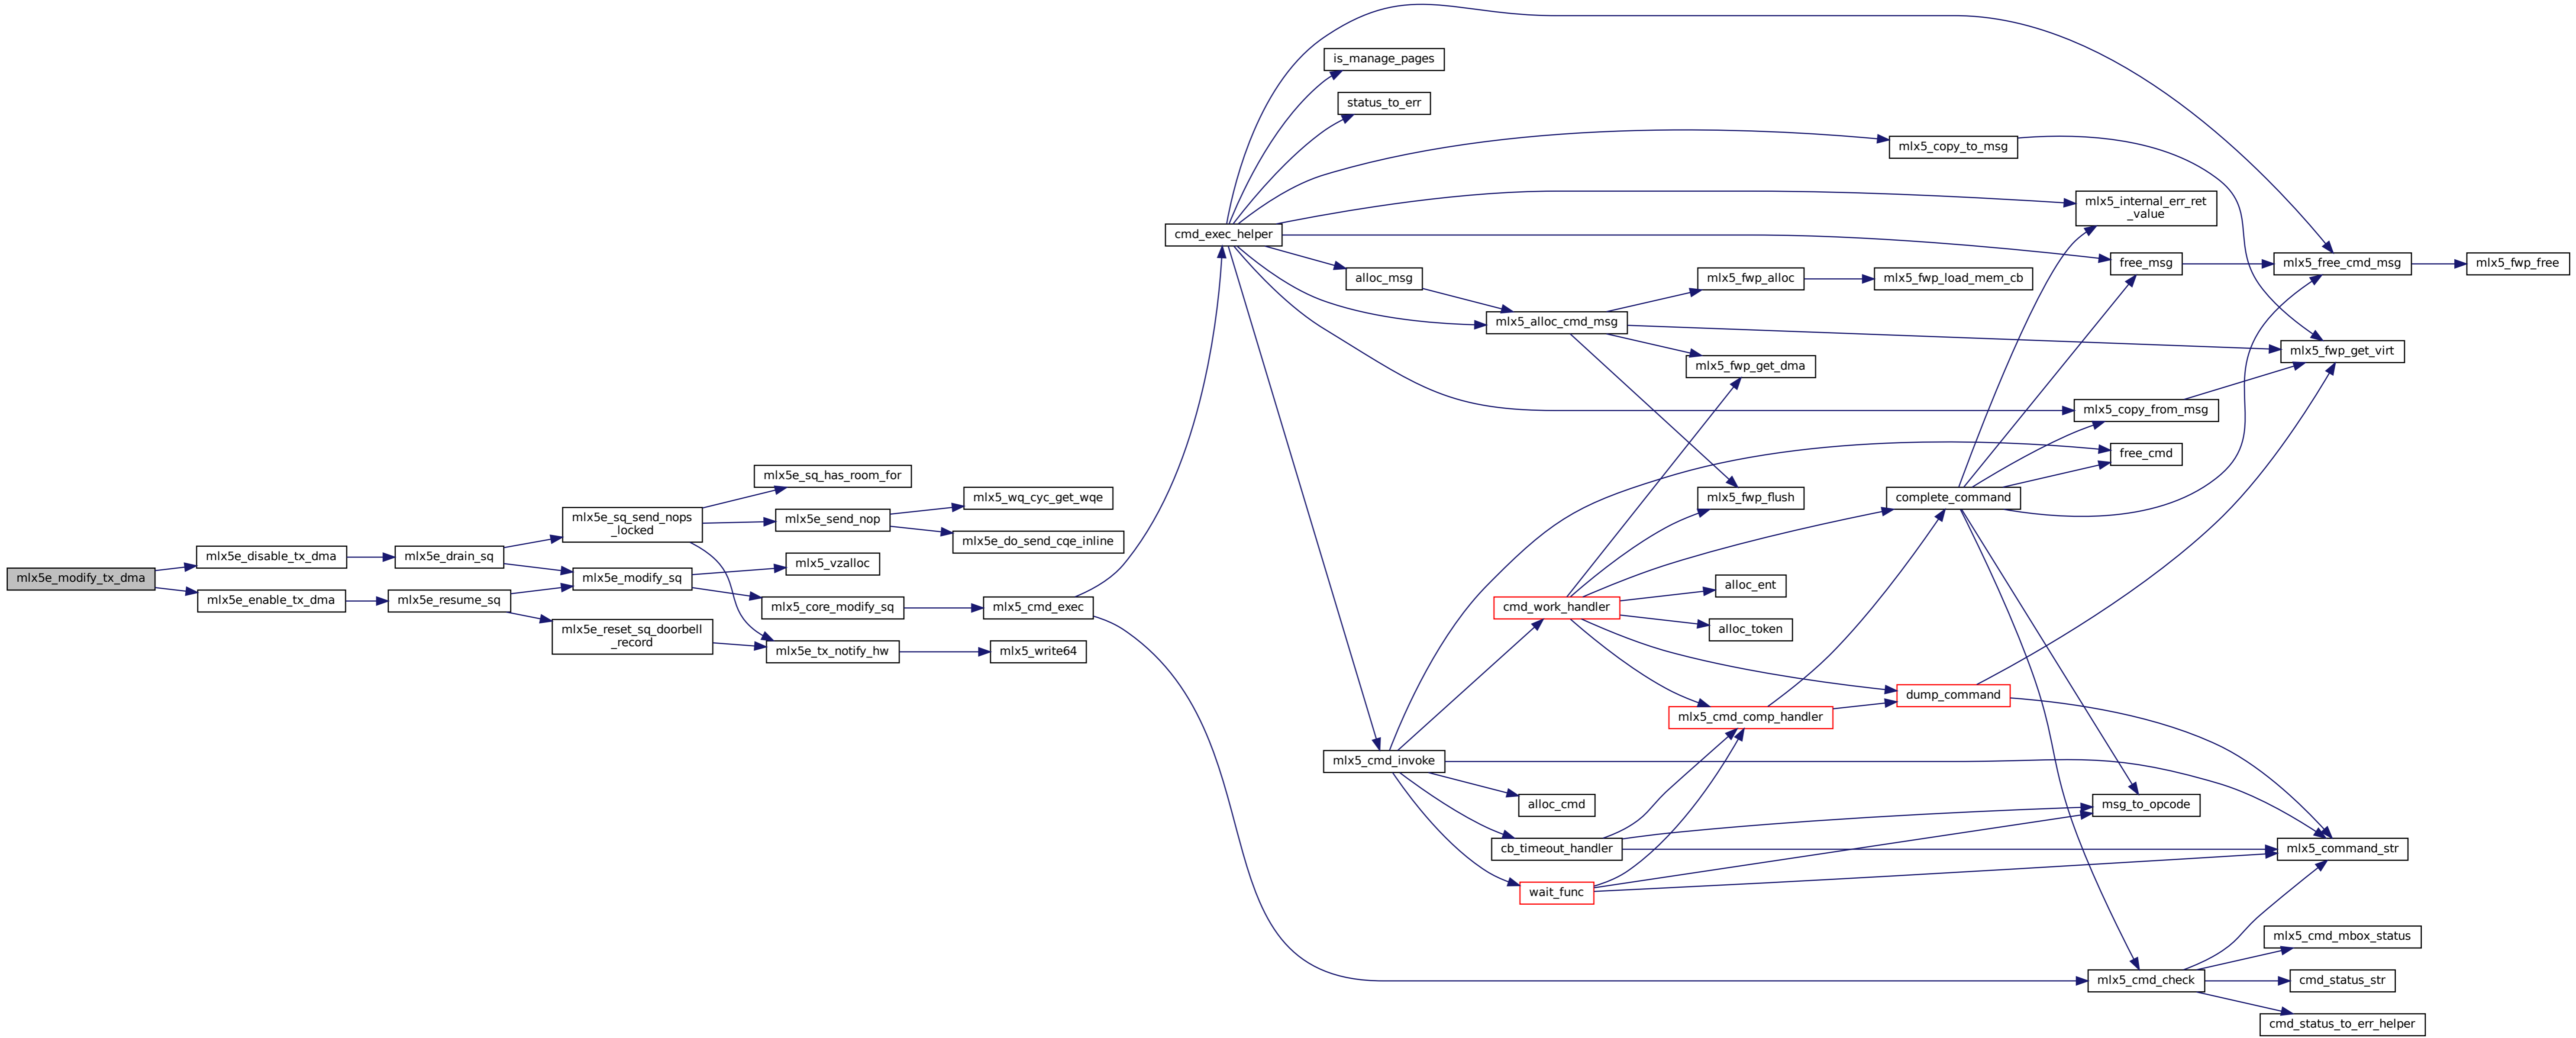 mlx5e_modify_tx_dma
mlx5e_disable_tx_dma
mlx5e_enable_tx_dma
mlx5e_drain_sq
mlx5e_resume_sq
mlx5e_sq_send_nops
_locked
mlx5e_modify_sq
mlx5e_reset_sq_doorbell
_record
mlx5e_sq_has_room_for
mlx5e_send_nop
mlx5_vzalloc
mlx5_core_modify_sq
mlx5e_tx_notify_hw
mlx5_wq_cyc_get_wqe
mlx5e_do_send_cqe_inline
mlx5_cmd_exec
mlx5_write64
cmd_exec_helper
is_manage_pages
status_to_err
alloc_msg
mlx5_cmd_invoke
mlx5_alloc_cmd_msg
cmd_work_handler
alloc_cmd
cb_timeout_handler
wait_func
mlx5_fwp_alloc
mlx5_fwp_get_dma
mlx5_fwp_flush
alloc_ent
alloc_token
mlx5_cmd_comp_handler
mlx5_copy_to_msg
mlx5_fwp_load_mem_cb
complete_command
dump_command
mlx5_internal_err_ret
_value
free_msg
mlx5_copy_from_msg
free_cmd
msg_to_opcode
mlx5_cmd_check
mlx5_free_cmd_msg
mlx5_fwp_get_virt
mlx5_command_str
mlx5_cmd_mbox_status
cmd_status_str
cmd_status_to_err_helper
mlx5_fwp_free